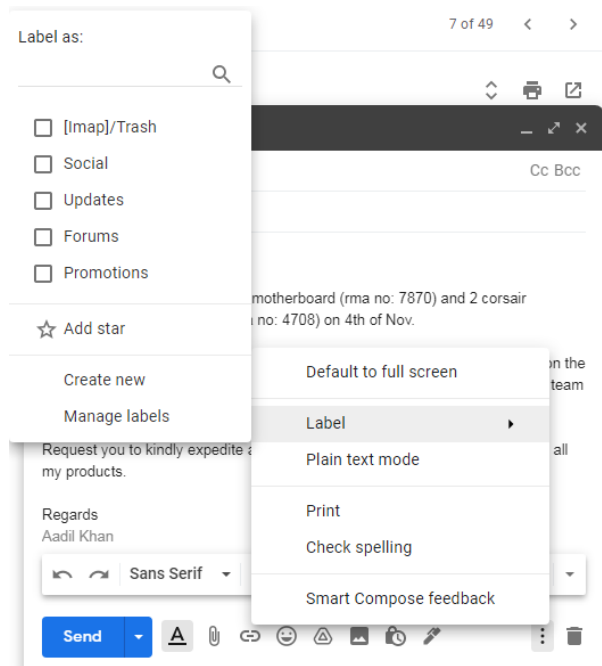 7 of 49
Label as:
[Imap]/Trash
Social
Updates
Forums
Promotions
Add star
Create new
Manage labels
Cc Bcc
motherboard (rma no: 7870) and 2 corsair
no: 4708) on 4th of Nov.
on the
team
Default to full screen
Label
Plain text mode
Print
Check spelling
Smart Compose feedback
Request you to kindly expedite all
my products.
Regards
Aadil Khan
Sans Serif
Send